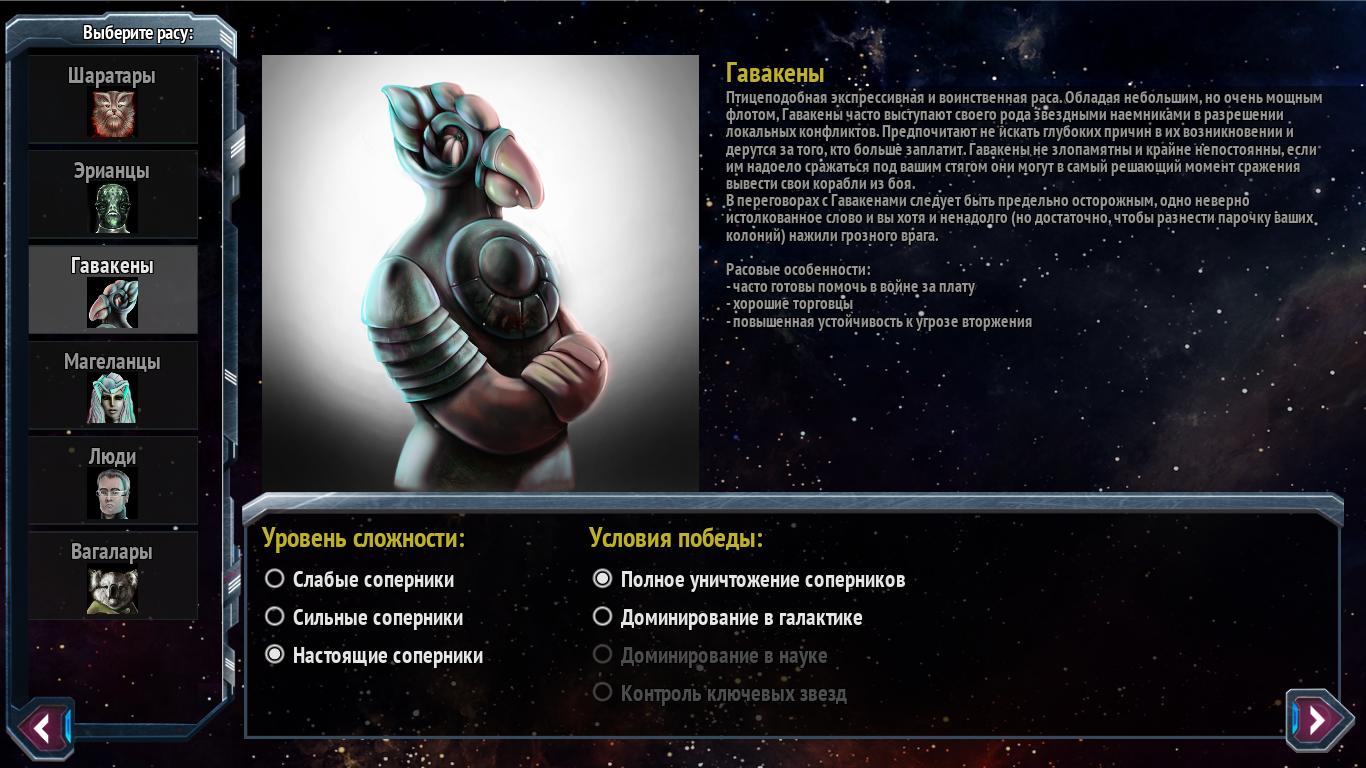 Выберите расу:
Шаратары
Эрианцы
Гавакены
Магеланцы
Люди
Вагалары
Гавакены
Птицеподобная экспрессивная и воинственная раса. Обладая небольшим, но очень мощным
флотом, Гавакены часто выступают своего рода звездными наемниками в разрешении
локальных конфликтов. Предпочитают не искать глубоких причин в их возникновении и
дерутся за того, кто больше заплатит. Гавакены не злопамятны и крайне непостоянны, если
им надоело сражаться под вашим стягом они могут в самый решающий момент сражения
вывести свои корабли из боя.
В переговорах с Гавакенами следует быть предельно осторожным, одно неверно
истолкованное слово и вы хотя и ненадолго (но достаточно, чтобы разнести парочку ваших
колоний) нажили грозного врага.
Расовые особенности:
- часто готовы помочь в войне за плату
- хорошие торговцы
- повышенная устойчивость к угрозе вторжения
Уровень сложности:
Слабые соперники
Сильные соперники
Настоящие соперники
Условия победы:
Полное уничтожение соперников
Доминирование в галактике
Доминирование в науке
Контроль ключевых звезд